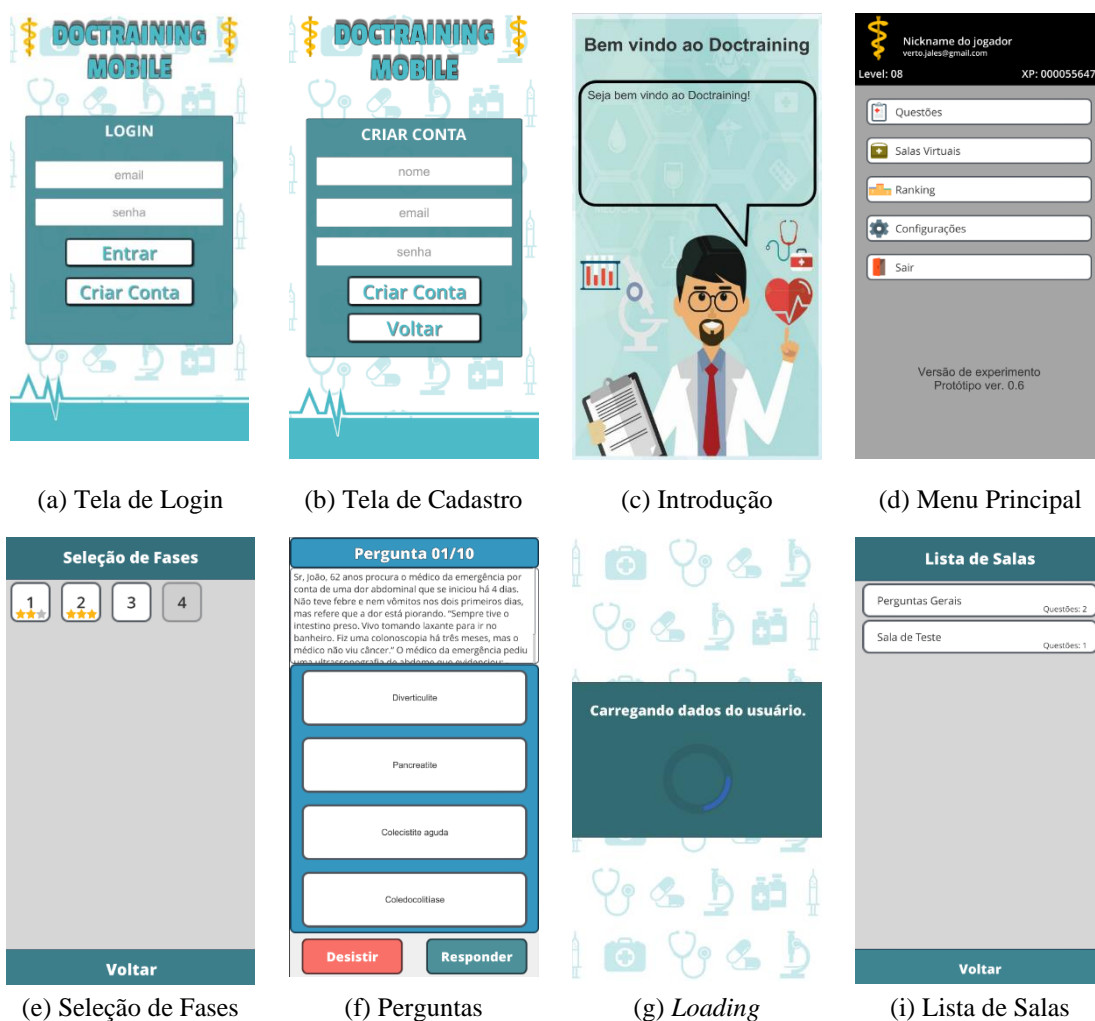 DOCTRAINING
MOBILE
LOGIN
email
senha
Entrar
Criar Conta
(a) Tela de Login
DOCTRAINING
MOBILE
CRIAR CONTA
nome
email
senha
Criar Conta
Voltar
(b) Tela de Cadastro
Bem vindo ao Doctraining
Seja bem vindo ao Doctraining!
(c) Introdução
Nickname do jogador
verto.jales@gmail.com
Level: 08 XP: 000055647
Questões
Salas Virtuais
Ranking
Configurações
Sair
Versão de experimento
Protótipo ver. 0.6
(d) Menu Principal
Seleção de Fases
1 2 3 4
Voltar
(e) Seleção de Fases
Pergunta 01/10
Sr, João, 62 anos procura o médico da emergência por
conta de uma dor abdominal que se iniciou há 4 dias.
Não teve febre e nem vômitos nos dois primeiros dias,
mas refere que a dor está piorando. “Sempre tive o
intestino preso. Vivo tomando laxante para ir no
banheiro. Fiz uma colonoscopia há três meses, mas o
médico não viu câncer.” O médico da emergência pediu
uma ultrassonografia de abdome que evidenciou:
Diverticulite
Pancreatite
Colecistite aguda
Coledocolitíase
Desistir Responder
(f) Perguntas
Carregando dados do usuário.
(g) Loading
Lista de Salas
Perguntas Gerais
Questões: 2
Sala de Teste
Questões: 1
Voltar
(i) Lista de Salas